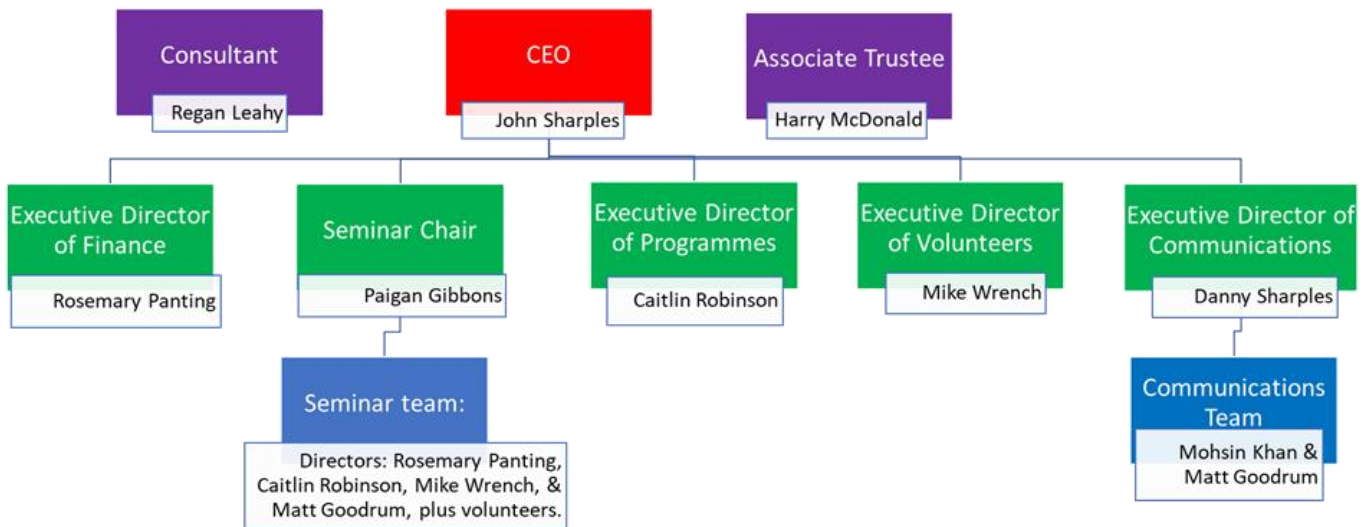 Consultant
Regan Leahy
CEO
John Sharples
Associate Trustee
Harry McDonald
Executive Director
of Finance
Rosemary Panting
Seminar Chair
Paigan Gibbons
Executive Director
of Programmes
Caitlin Robinson
Executive Director
of Volunteers
Mike Wrench
Executive Director of
Communications
Danny Sharples
Seminar team:
Directors: Rosemary Panting,
Caitlin Robinson, Mike Wrench, &
Matt Goodrum, plus volunteers.
Communications
Team
Mohsin Khan &
Matt Goodrum